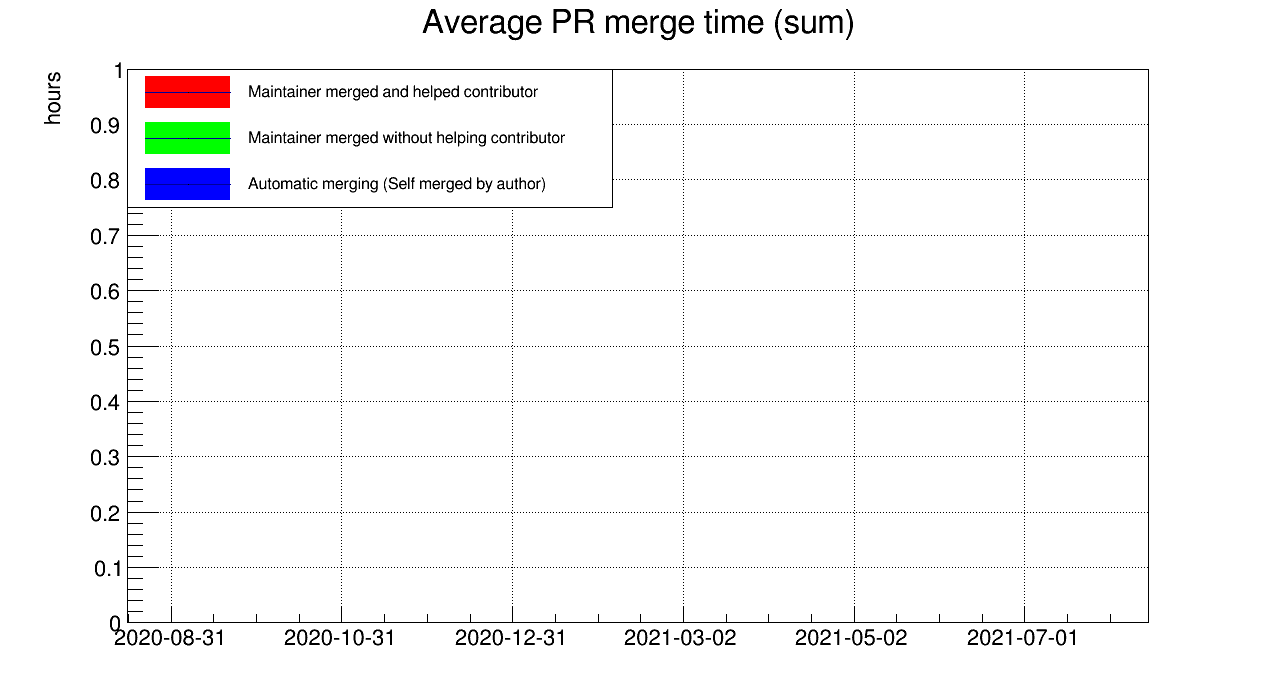 Average PR merge time (sum)
hours
Maintainer merged and helped contributor
Maintainer merged without helping contributor
Automatic merging (Self merged by author)
1
0.9
0.8
0.7
0.6
0.5
0.4
0.3
0.2
0.1
0
2020-08-31 2020-10-31 2020-12-31 2021-03-02 2021-05-02 2021-07-01